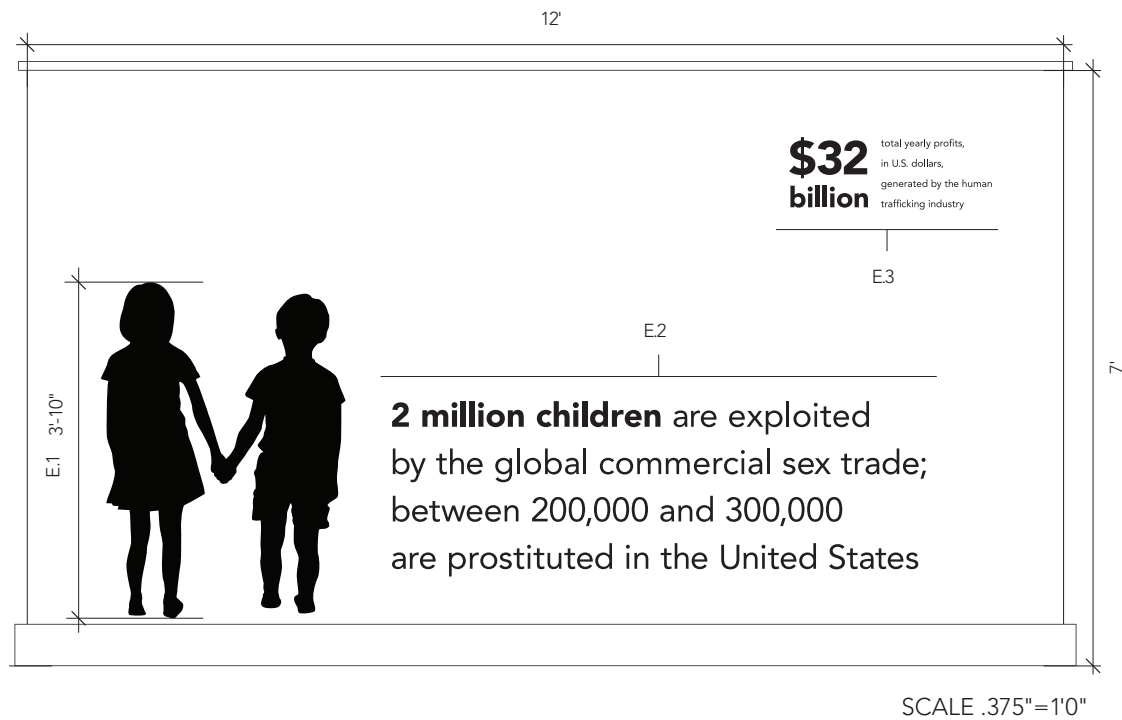 12'
$32
billion
total yearly profits,
in U.S. dollars,
generated by the human
trafficking industry
E.3
E.2
7'
E.1 3'-10"
2 million children are exploited
by the global commercial sex trade;
between 200,000 and 300,000
are prostituted in the United States
SCALE .375"=1'0"